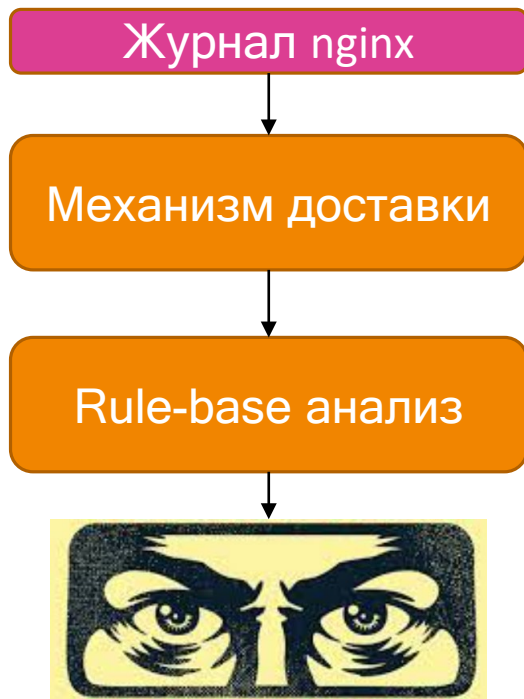 Журнал nginx
Механизм доставки
Rule-base анализ